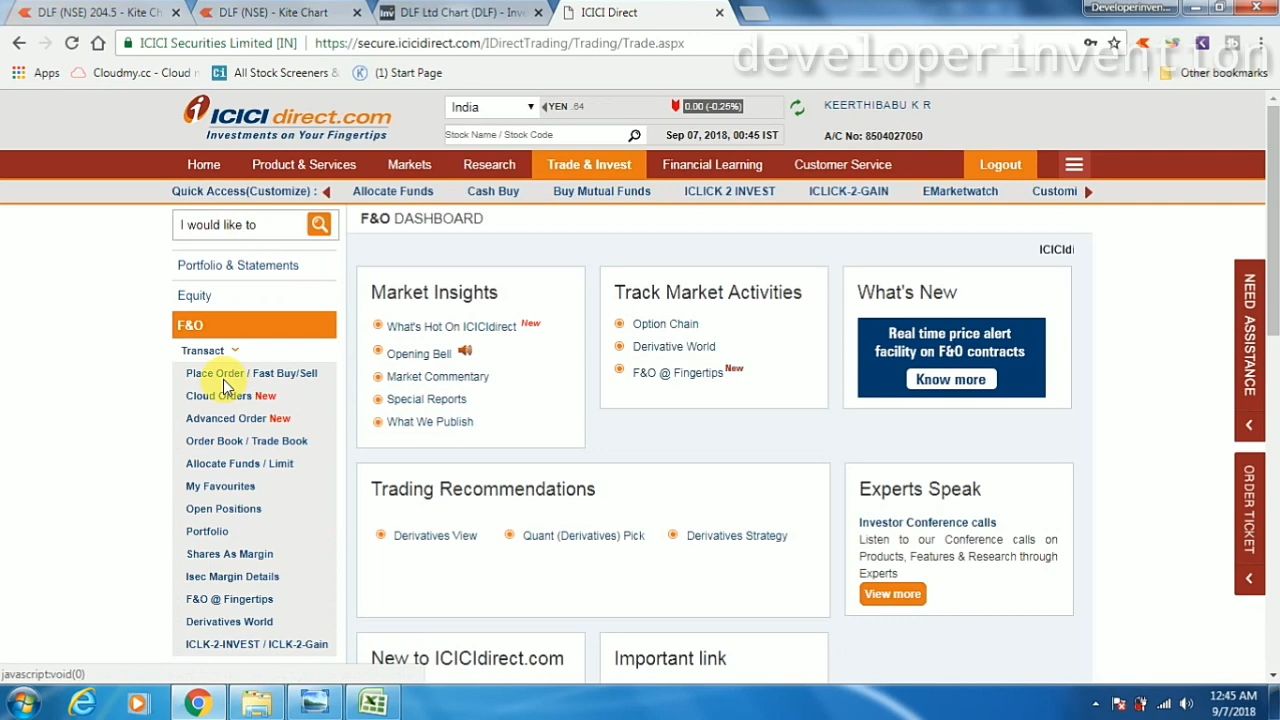 DLF (NSE) 204.5 - Kite Ch
DLF (NSE) - Kite Chart
DLF Ltd Chart (DLF) - Inve
ICICI Direct
Developerinven...
ICICI Securities Limited [IN]
https://secure.icicidirect.com/IDirectTrading/Trading/Trade.aspx
developer invention
Apps
Cloudmy.cc - Cloud
All Stock Screeners &
(1) Start Page
Other bookmarks
ICICI direct.com
Investments on Your Fingertips
India
YEN .64
0.00 (-0.25%)
KEERTHIBABU K R
Stock Name / Stock Code
Sep 07, 2018, 00:45 IST
A/C No: 8504027050
Home
Product & Services
Markets
Research
Trade & Invest
Financial Learning
Customer Service
Logout
Quick Access(Customize) :
Allocate Funds
Cash Buy
Buy Mutual Funds
ICLICK 2 INVEST
ICLICK-2-GAIN
EMarketwatch
Customi
I would like to
Portfolio & Statements
Equity
F&O
Transact
Place Order / Fast Buy/Sell
Cloud Orders New
Advanced Order New
Order Book / Trade Book
Allocate Funds / Limit
My Favourites
Open Positions
Portfolio
Shares As Margin
Isec Margin Details
F&O @ Fingertips
Derivatives World
ICLK-2-INVEST / ICLK-2-Gain
F&O DASHBOARD
ICICIdi
Market Insights
What's Hot On ICICIdirect New
Opening Bell
Market Commentary
Special Reports
What We Publish
Track Market Activities
Option Chain
Derivative World
F&O @ Fingertips New
What's New
Real time price alert
facility on F&O contracts
Know more
Trading Recommendations
Derivatives View
Quant (Derivatives) Pick
Derivatives Strategy
Experts Speak
Investor Conference calls
Listen to our Conference calls on
Products, Features & Research through
Experts
View more
New to ICICIdirect.com
Important link
NEED ASSISTANCE
ORDER TICKET
javascript:void(0)
12:45 AM
9/7/2018